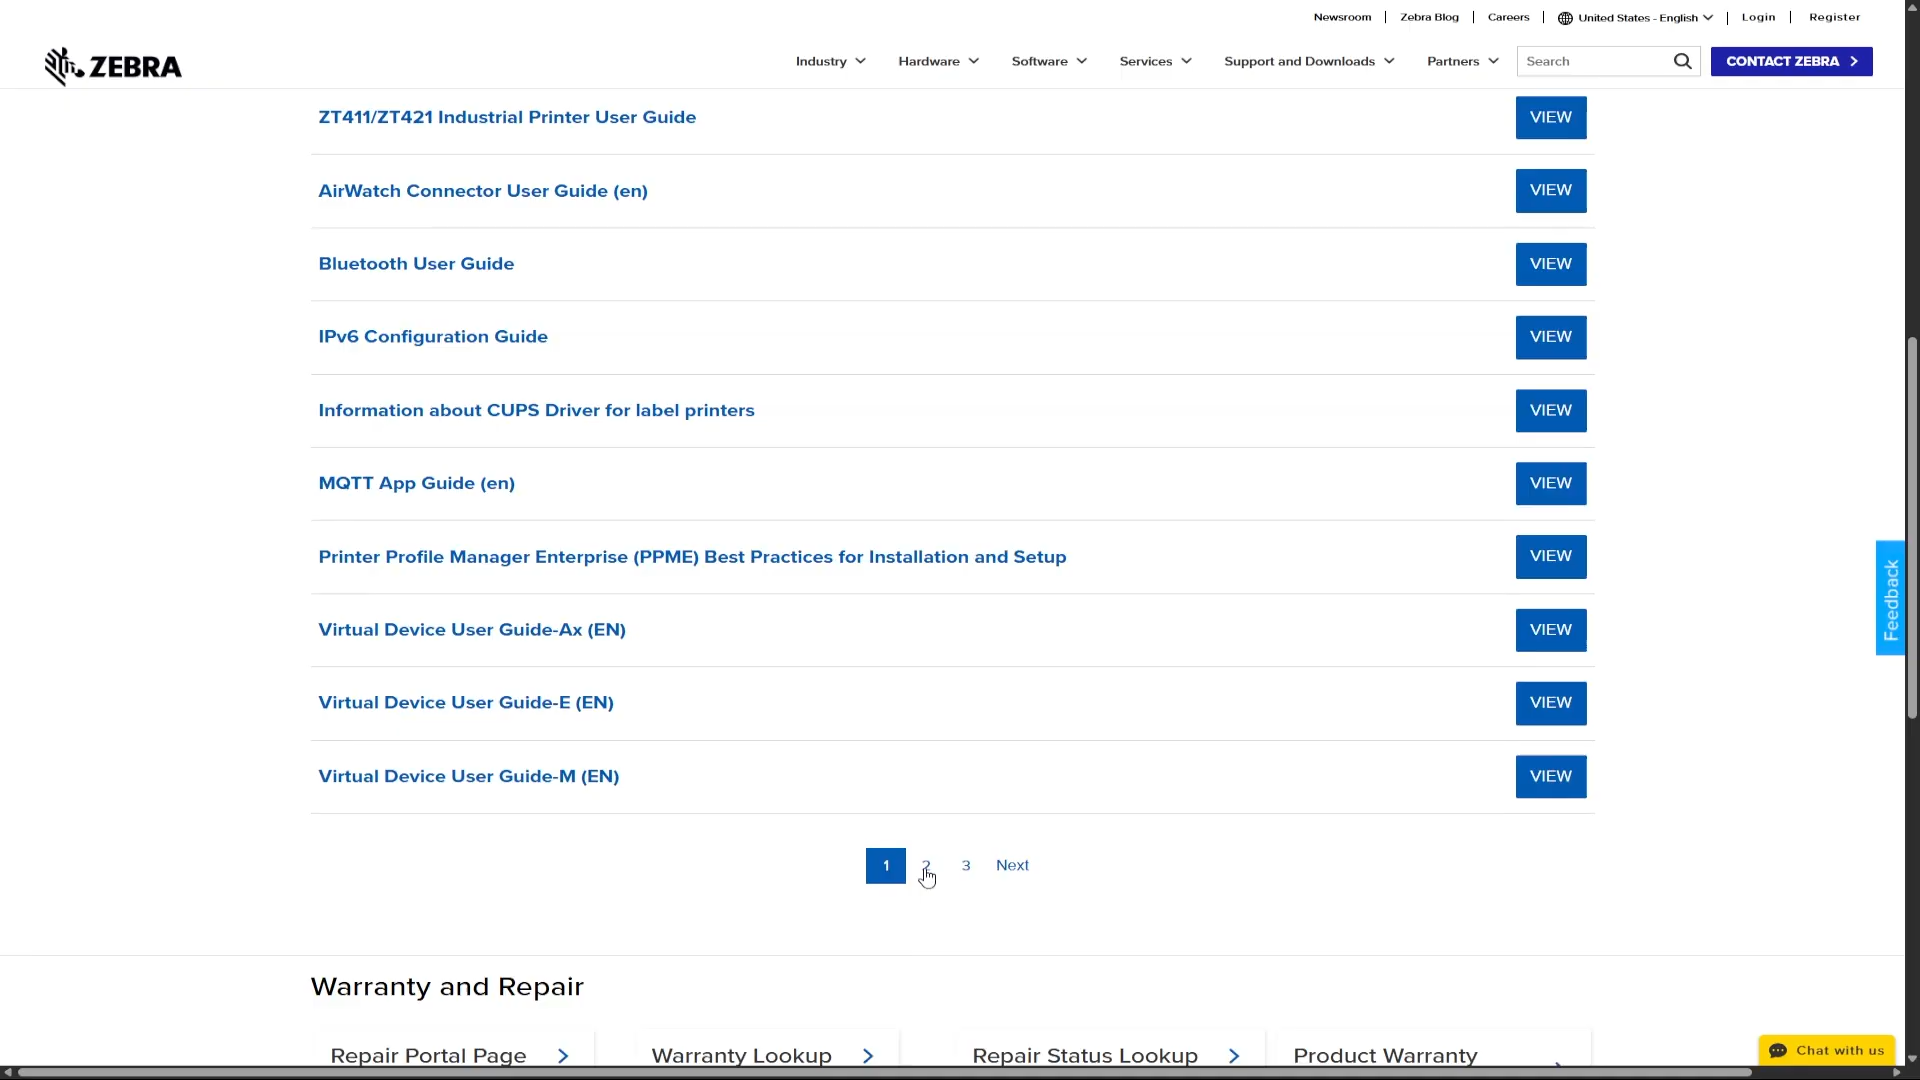 Newsroom Zebra Blog Careers United States - English Login Register
ZEBRA Industry Hardware Software Services Support and Downloads Partners Search CONTACT ZEBRA
ZT411/ZT421 Industrial Printer User Guide VIEW
AirWatch Connector User Guide (en) VIEW
Bluetooth User Guide VIEW
IPv6 Configuration Guide VIEW
Information about CUPS Driver for label printers VIEW
MQTT App Guide (en) VIEW
Printer Profile Manager Enterprise (PPME) Best Practices for Installation and Setup VIEW
Feedback
Virtual Device User Guide-Ax (EN) VIEW
Virtual Device User Guide-E (EN) VIEW
Virtual Device User Guide-M (EN) VIEW
1 2 3 Next
Warranty and Repair
Repair Portal Page Warranty Lookup Repair Status Lookup Product Warranty
Chat with us